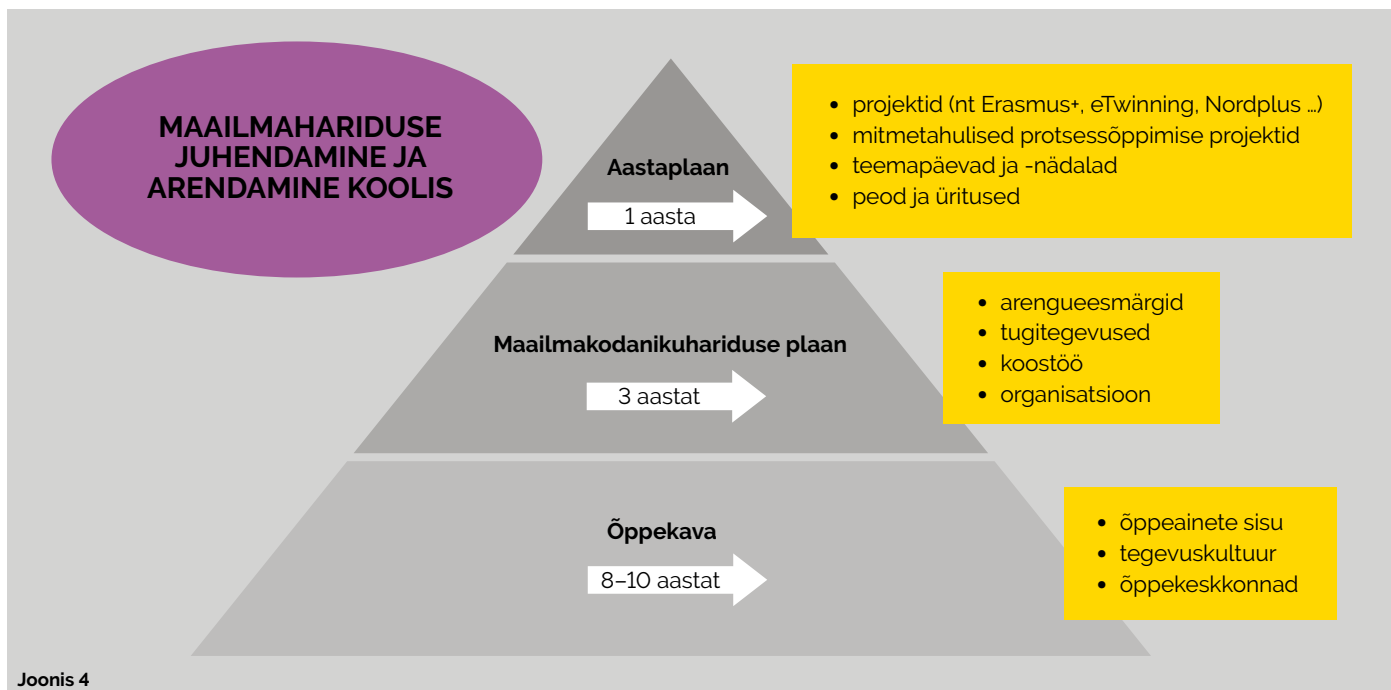 MAAILMAHARIDUSE
JUHENDAMINE JA
ARENDAMINE KOOLIS
Aastaplaan
1 aasta
• projektid (nt Erasmus+, eTwinning, Nordplus ...)
• mitmetahulised protsessõppimise projektid
• teemapäevad ja -nädalad
• peod ja üritused
Maailmakodanikuhariduse plaan
3 aastat
• arengueesmärgid
• tugitegevused
• koostöö
• organisatsioon
Õppekava
8–10 aastat
• õppeainete sisu
• tegevuskultuur
• õppekeskkonnad
Joonis 4